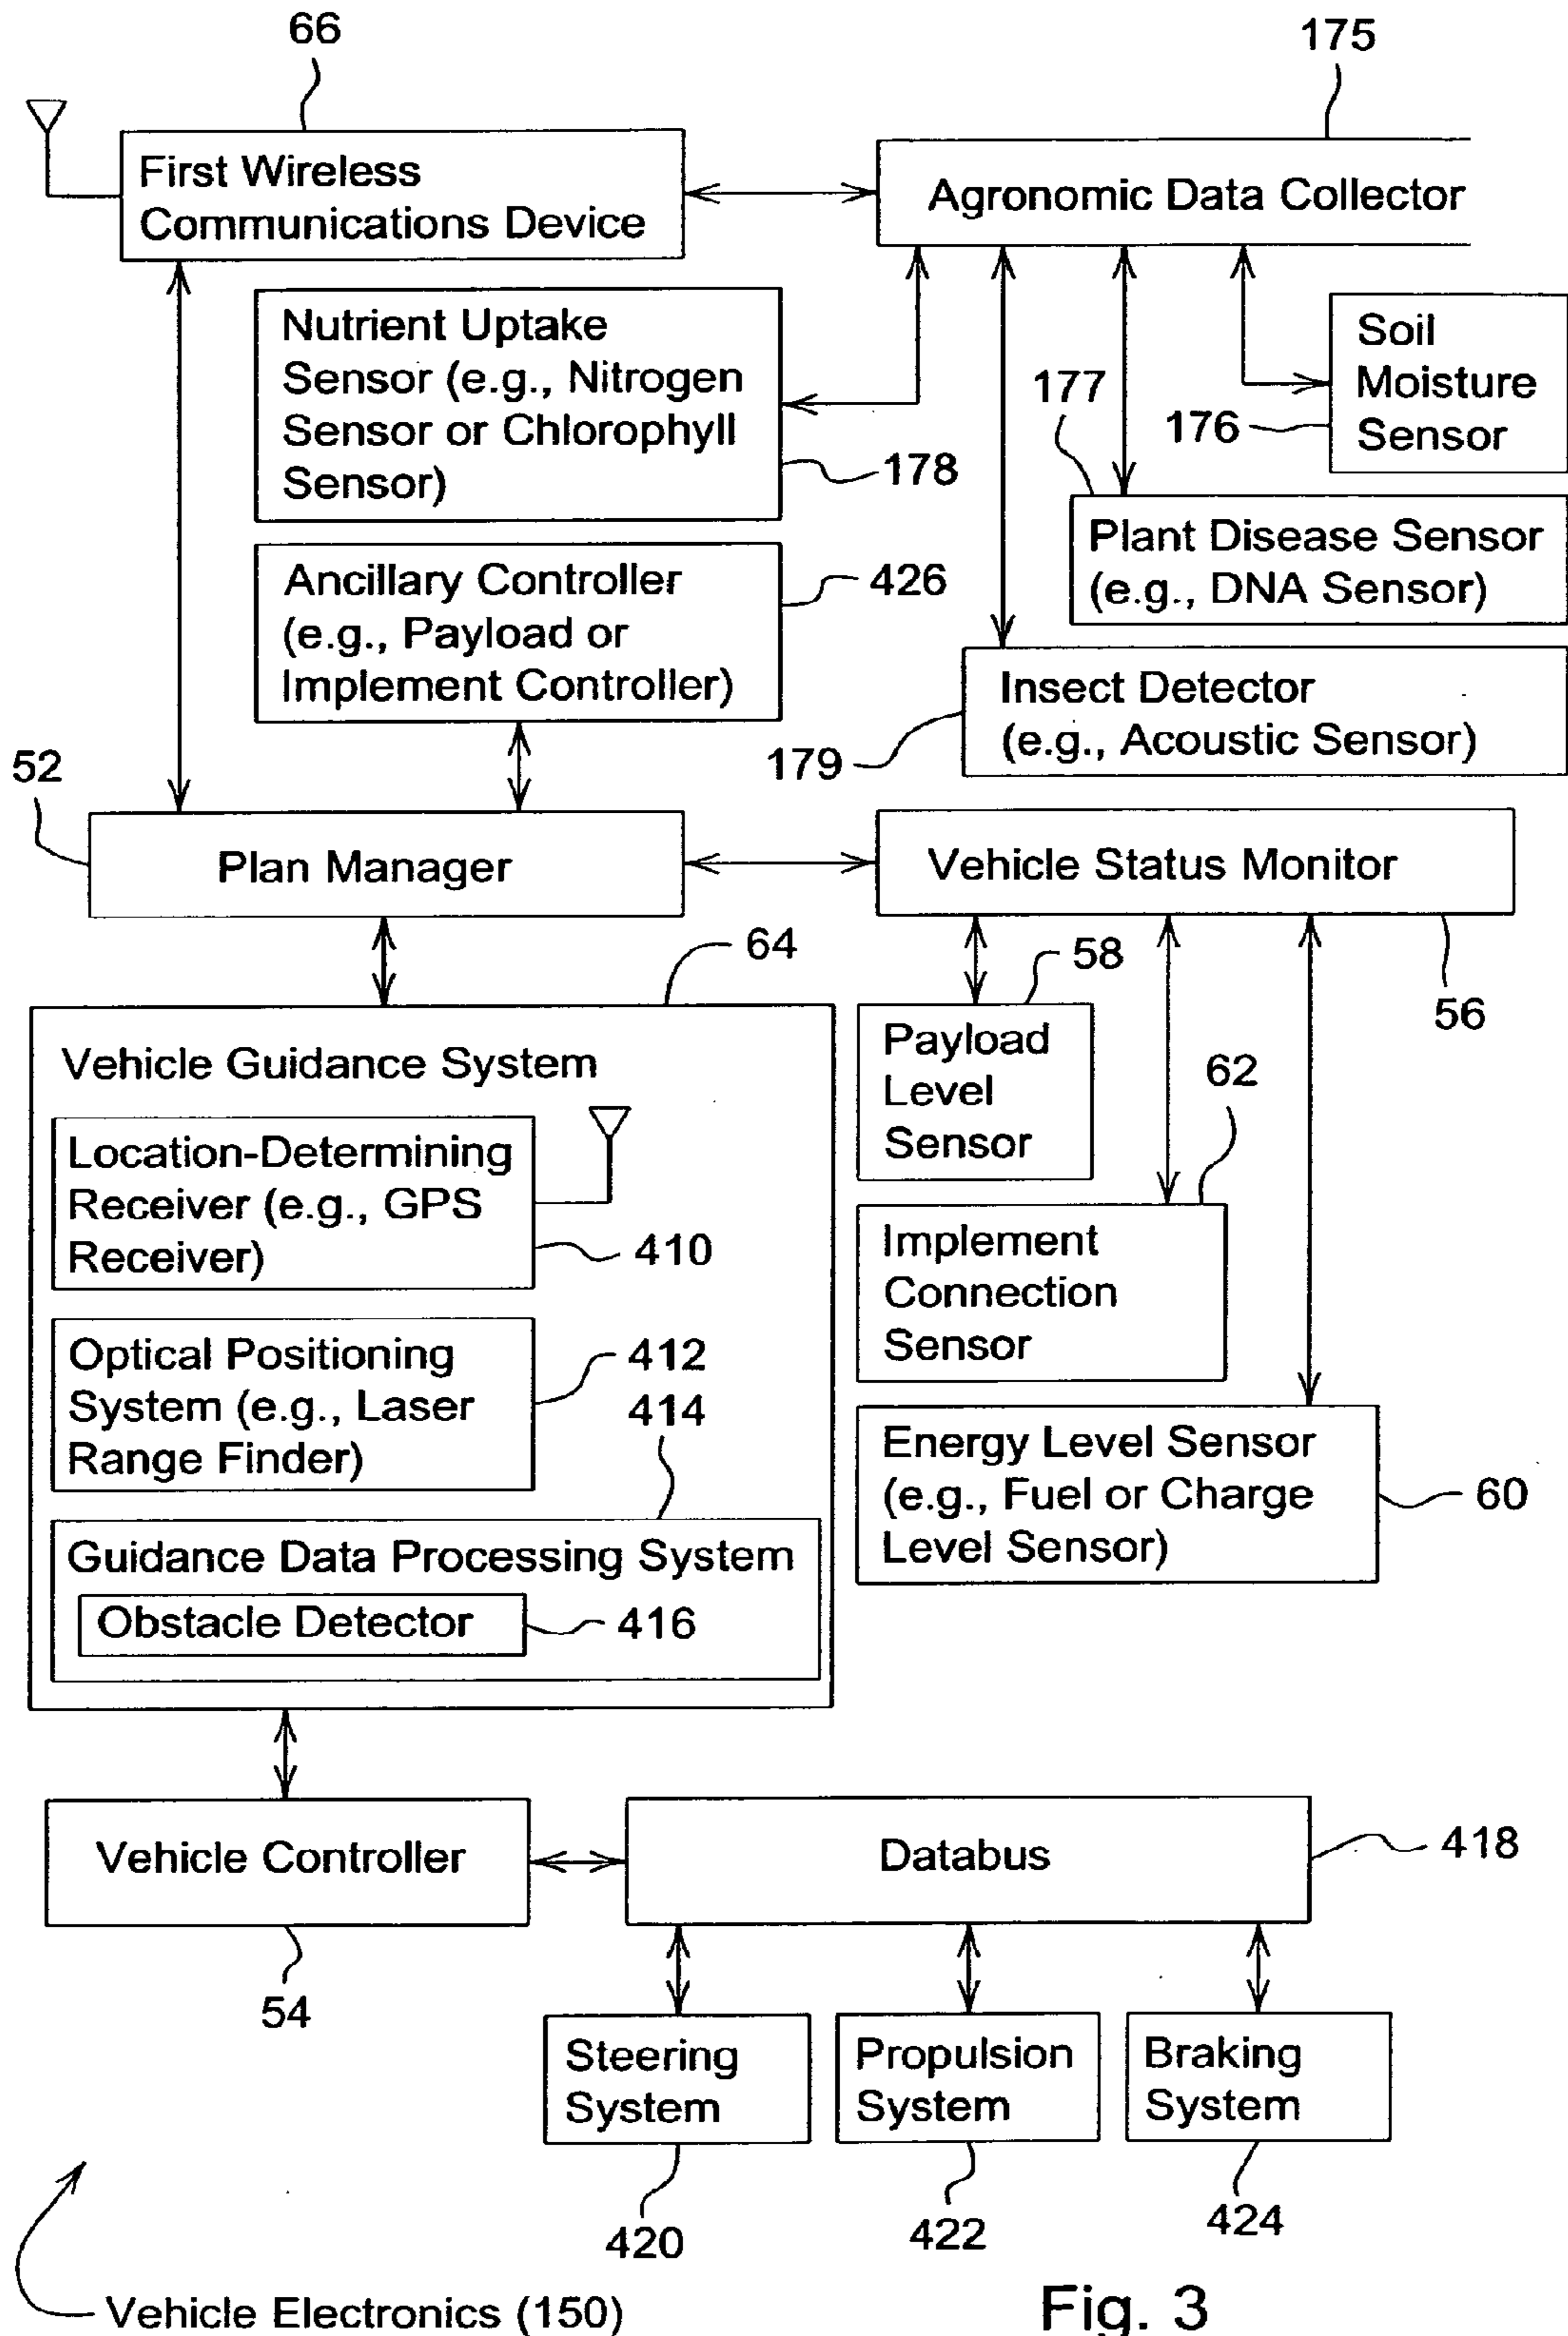 66
175
First Wireless
Communications Device
Agronomic Data Collector
Nutrient Uptake
Sensor (e.g., Nitrogen
Sensor or Chlorophyll
Sensor)
178
177
176
Soil
Moisture
Sensor
Plant Disease Sensor
(e.g., DNA Sensor)
Ancillary Controller
(e.g., Payload or
Implement Controller)
426
Insect Detector
(e.g., Acoustic Sensor)
179
52
Plan Manager
Vehicle Status Monitor
56
64
58
Payload
Level
Sensor
62
Implement
Connection
Sensor
Energy Level Sensor
(e.g., Fuel or Charge
Level Sensor)
60
Vehicle Guidance System
Location-Determining
Receiver (e.g., GPS
Receiver)
410
Optical Positioning
System (e.g., Laser
Range Finder)
412
414
Guidance Data Processing System
Obstacle Detector
416
Vehicle Controller
54
Databus
418
Steering
System
420
Propulsion
System
422
Braking
System
424
Vehicle Electronics (150)
Fig. 3